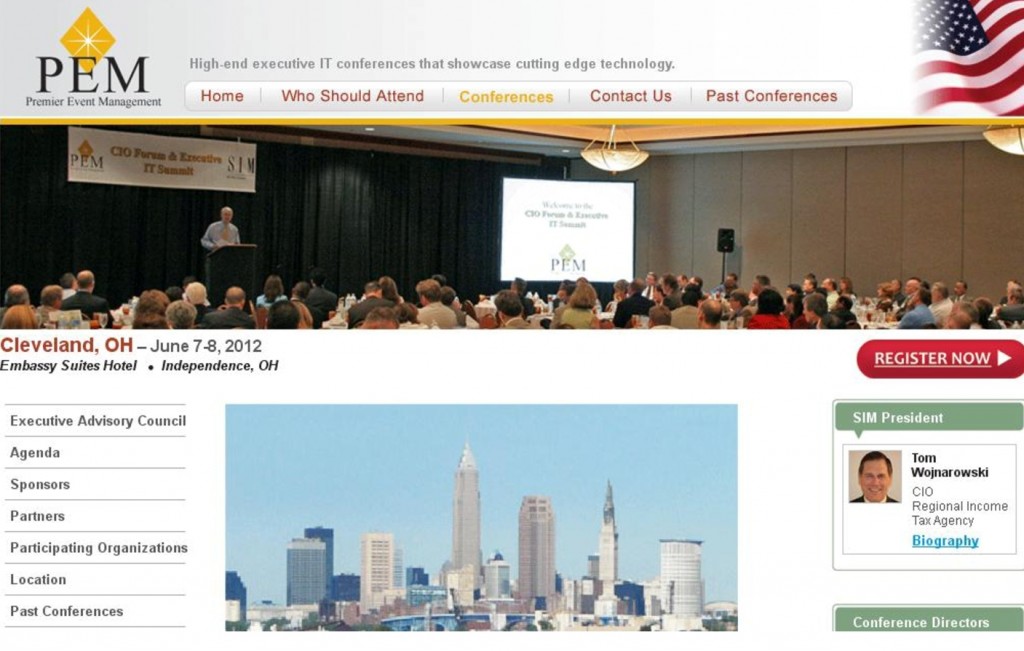 PEM
Premier Event Management
High-end executive IT conferences that showcase cutting edge technology.
Home
Who Should Attend
Conferences
Contact Us
Past Conferences
PEM
CIO Forum & Executive
IT Summit
SIM
Welcome to the
CIO Forum & Executive
IT Summit
PEM
Cleveland, OH – June 7-8, 2012
Embassy Suites Hotel • Independence, OH
REGISTER NOW
Executive Advisory Council
Agenda
Sponsors
Partners
Participating Organizations
Location
Past Conferences
SIM President
Tom
Wojnarowski
CIO
Regional Income
Tax Agency
Biography
Conference Directors